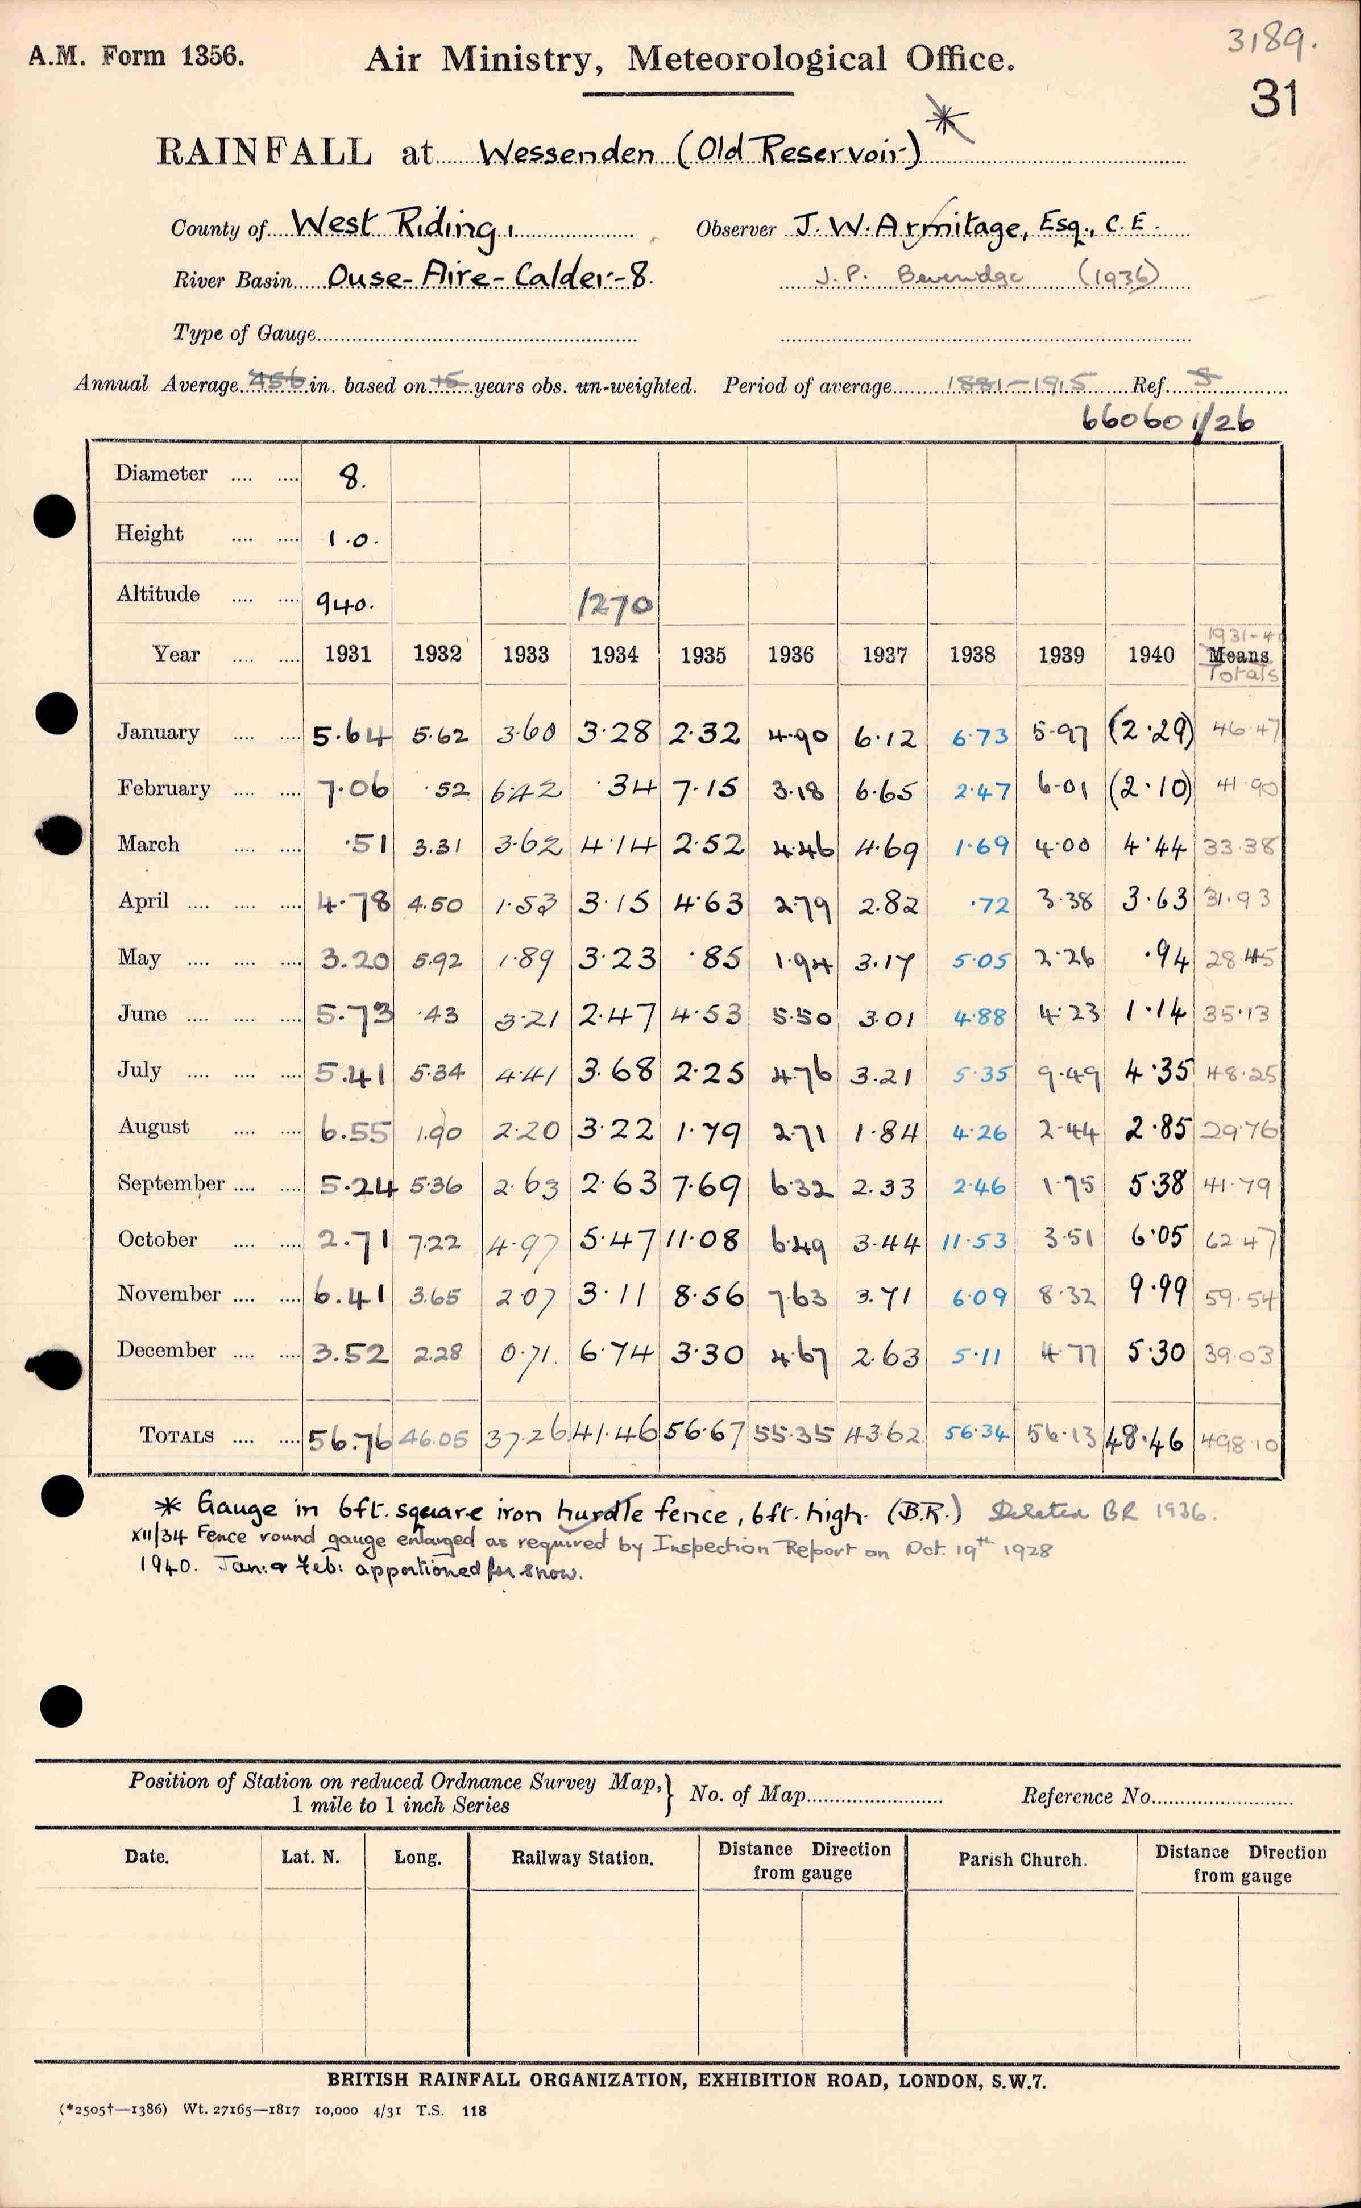 3189.
A.M. Form 1356. Air Ministry, Meteorological Office.
31
RAINFALL at Wessenden (Old Reservoir) *
County of West Riding. Observer J. W. Armitage, Esq., C.E.
River Basin Ouse-Aire-Calder-8. J. P. Beveridge (1936)
Type of Gauge
Annual Average in. based on years obs. un-weighted. Period of average 1881-1915 Ref. 5
660601/26
Diameter 8.
Height 1.0.
Altitude 940. 1270
1931-40
Year 1931 1932 1933 1934 1935 1936 1937 1938 1939 1940 Means
Totals
January 5.64 5.62 3.60 3.28 2.32 4.90 6.12 6.73 5.97 (2.29) 46.47
February 7.06 .52 6.42 .34 7.15 3.18 6.65 2.47 6.01 (2.10) 41.90
March .51 3.31 3.62 4.14 2.52 4.46 4.69 1.69 4.00 4.44 33.38
April 4.78 4.50 1.53 3.15 4.63 2.79 2.82 .72 3.38 3.63 31.93
May 3.20 5.92 1.89 3.23 .85 1.94 3.17 5.05 2.26 .94 28.45
June 5.73 .43 3.21 2.47 4.53 5.50 3.01 4.88 4.23 1.14 35.13
July 5.41 5.34 4.41 3.68 2.25 4.76 3.21 5.35 9.49 4.35 48.25
August 6.55 1.90 2.20 3.22 1.79 2.71 1.84 4.26 2.44 2.85 29.76
September 5.24 5.36 2.63 2.63 7.69 6.32 2.33 2.46 1.75 5.38 41.79
October 2.71 7.22 4.97 5.47 11.08 6.49 3.44 11.53 3.51 6.05 62.47
November 6.41 3.65 2.07 3.11 8.56 7.63 3.71 6.09 8.32 9.99 59.54
December 3.52 2.28 0.71. 6.74 3.30 4.67 2.63 5.11 4.77 5.30 39.03
TOTALS 56.76 46.05 37.26 41.46 56.67 55.35 43.62 56.34 56.13 48.46 498.10
* Gauge in 6ft. square iron hurdle fence, 6ft. high. (B.R.) Deleted BR 1936.
XII/34 Fence round gauge enlarged as required by Inspection Report on Oct. 19th 1928
1940. Jan. & Feb: apportioned for snow.
Position of Station on reduced Ordnance Survey Map, } No. of Map Reference No.
1 mile to 1 inch Series
Date. Lat. N. Long. Railway Station. Distance Direction from gauge Parish Church. Distance Direction from gauge
BRITISH RAINFALL ORGANIZATION, EXHIBITION ROAD, LONDON, S.W.7.
(*2505†—1386) Wt. 27165—1817 10,000 4/31 T.S. 118